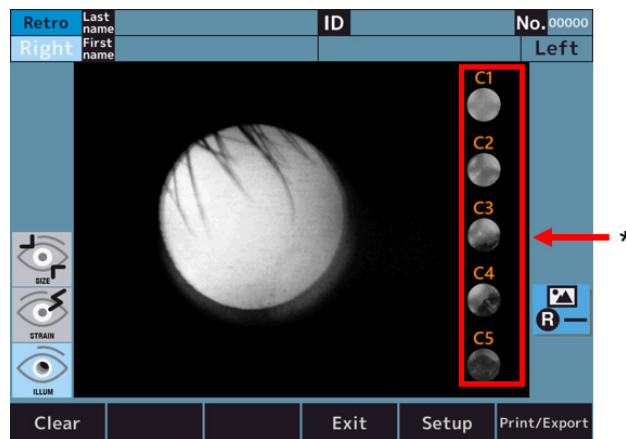 Retro Last name ID No. 00000
Right First name Left
C1
C2
C3
*
C4
SIZE
R
STRAIN
C5
ILLUM
Clear Exit Setup Print/Export